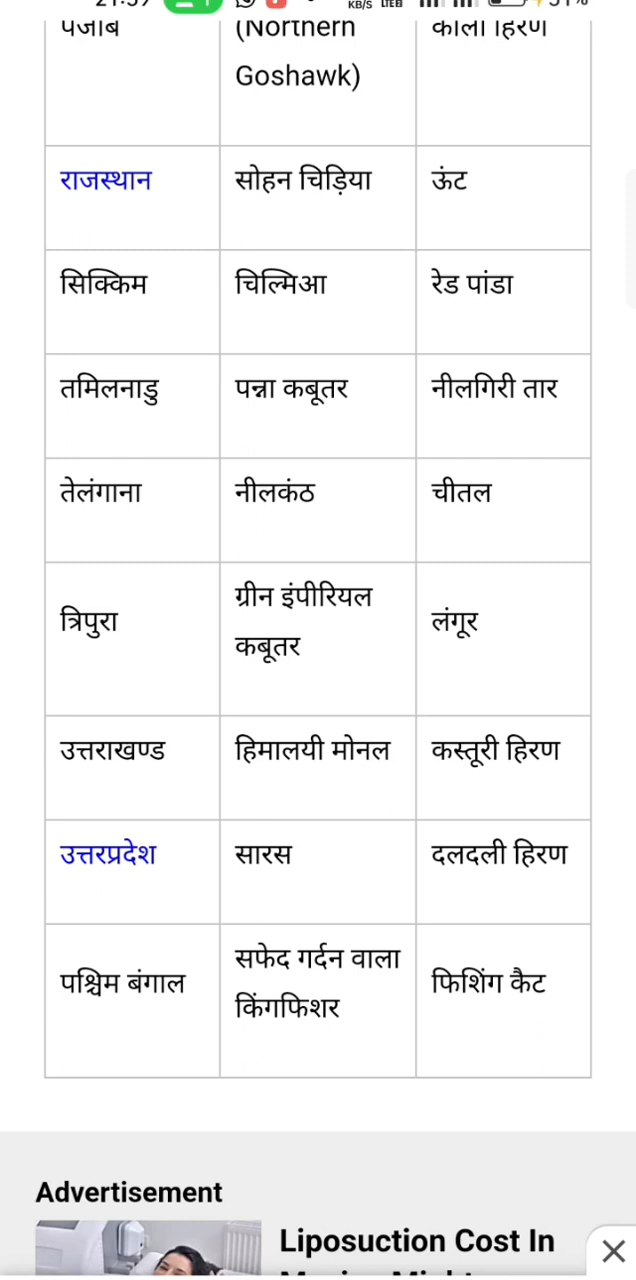 पंजाब (Northern काला हिरण
Goshawk)
राजस्थान सोहन चिड़िया ऊंट
सिक्किम चिल्मिआ रेड पांडा
तमिलनाडु पन्ना कबूतर नीलगिरी तार
तेलंगाना नीलकंठ चीतल
त्रिपुरा ग्रीन इंपीरियल लंगूर
कबूतर
उत्तराखण्ड हिमालयी मोनल कस्तूरी हिरण
उत्तरप्रदेश सारस दलदली हिरण
पश्चिम बंगाल सफेद गर्दन वाला फिशिंग कैट
किंगफिशर
Advertisement
Liposuction Cost In